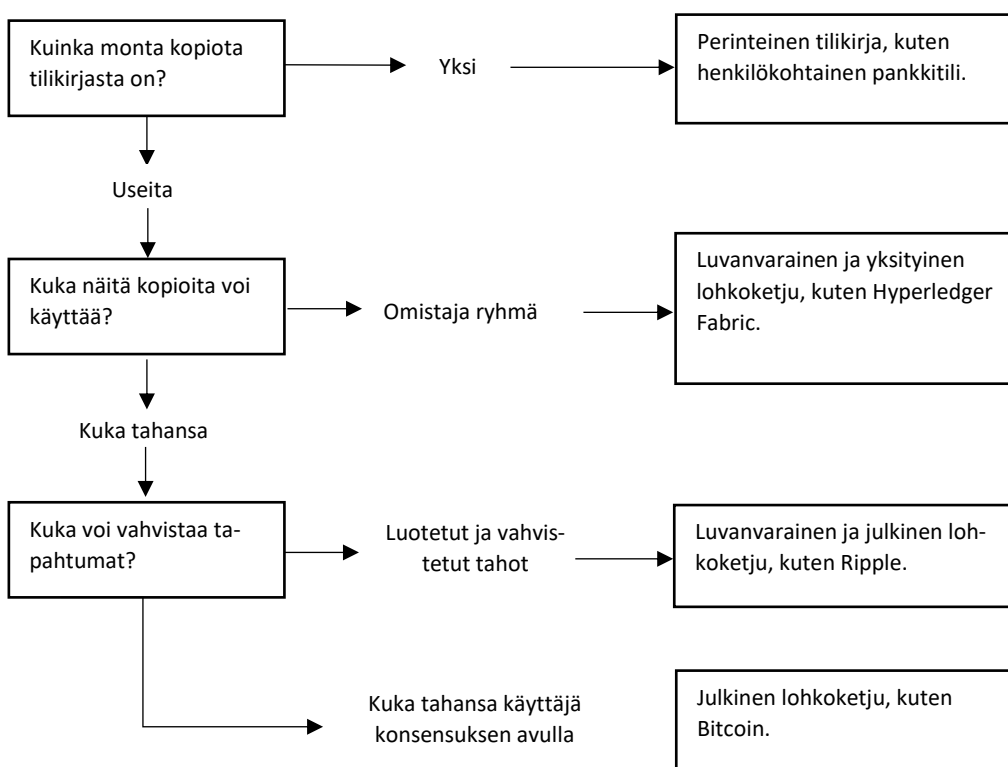 Kuinka monta kopiota
tilikirjasta on?
Yksi
Perinteinen tilikirja, kuten
henkilökohtainen pankkitili.
Useita
Kuka näitä kopioita voi
käyttää?
Omistaja ryhmä
Luvanvarainen ja yksityinen
lohkoketju, kuten Hyperledger
Fabric.
Kuka tahansa
Kuka voi vahvistaa ta-
pahtumat?
Luotetut ja vahvis-
tetut tahot
Luvanvarainen ja julkinen loh-
koketju, kuten Ripple.
Kuka tahansa käyttäjä
konsensuksen avulla
Julkinen lohkoketju, kuten
Bitcoin.